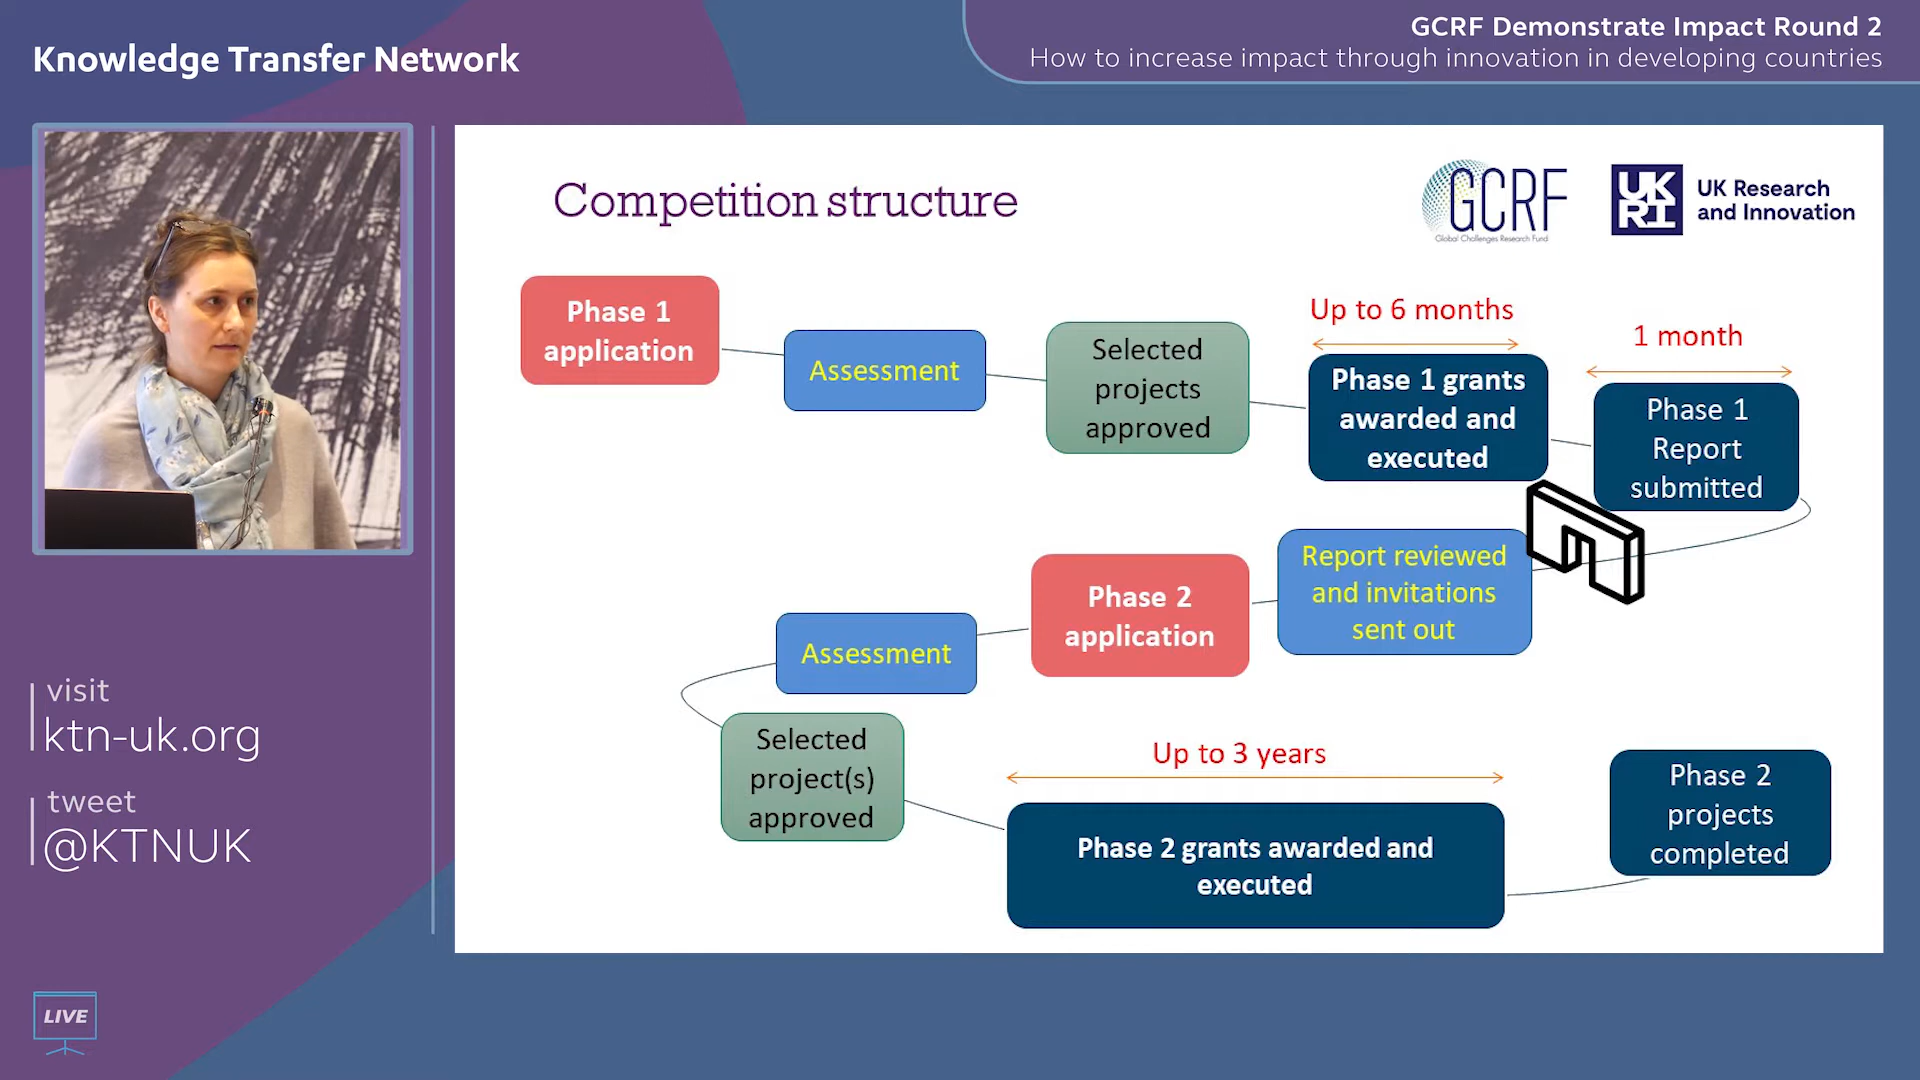 Knowledge Transfer Network
GCRF Demonstrate Impact Round 2
How to increase impact through innovation in developing countries
Competition structure
GCRF
Global Challenges Research Fund
UK
RI
UK Research
and Innovation
Phase 1
application
Assessment
Selected
projects
approved
Up to 6 months
Phase 1 grants
awarded and
executed
1 month
Phase 1
Report
submitted
Report reviewed
and invitations
sent out
Phase 2
application
Assessment
Selected
project(s)
approved
Up to 3 years
Phase 2 grants awarded and
executed
Phase 2
projects
completed
visit
ktn-uk.org
tweet
@KTNUK
LIVE